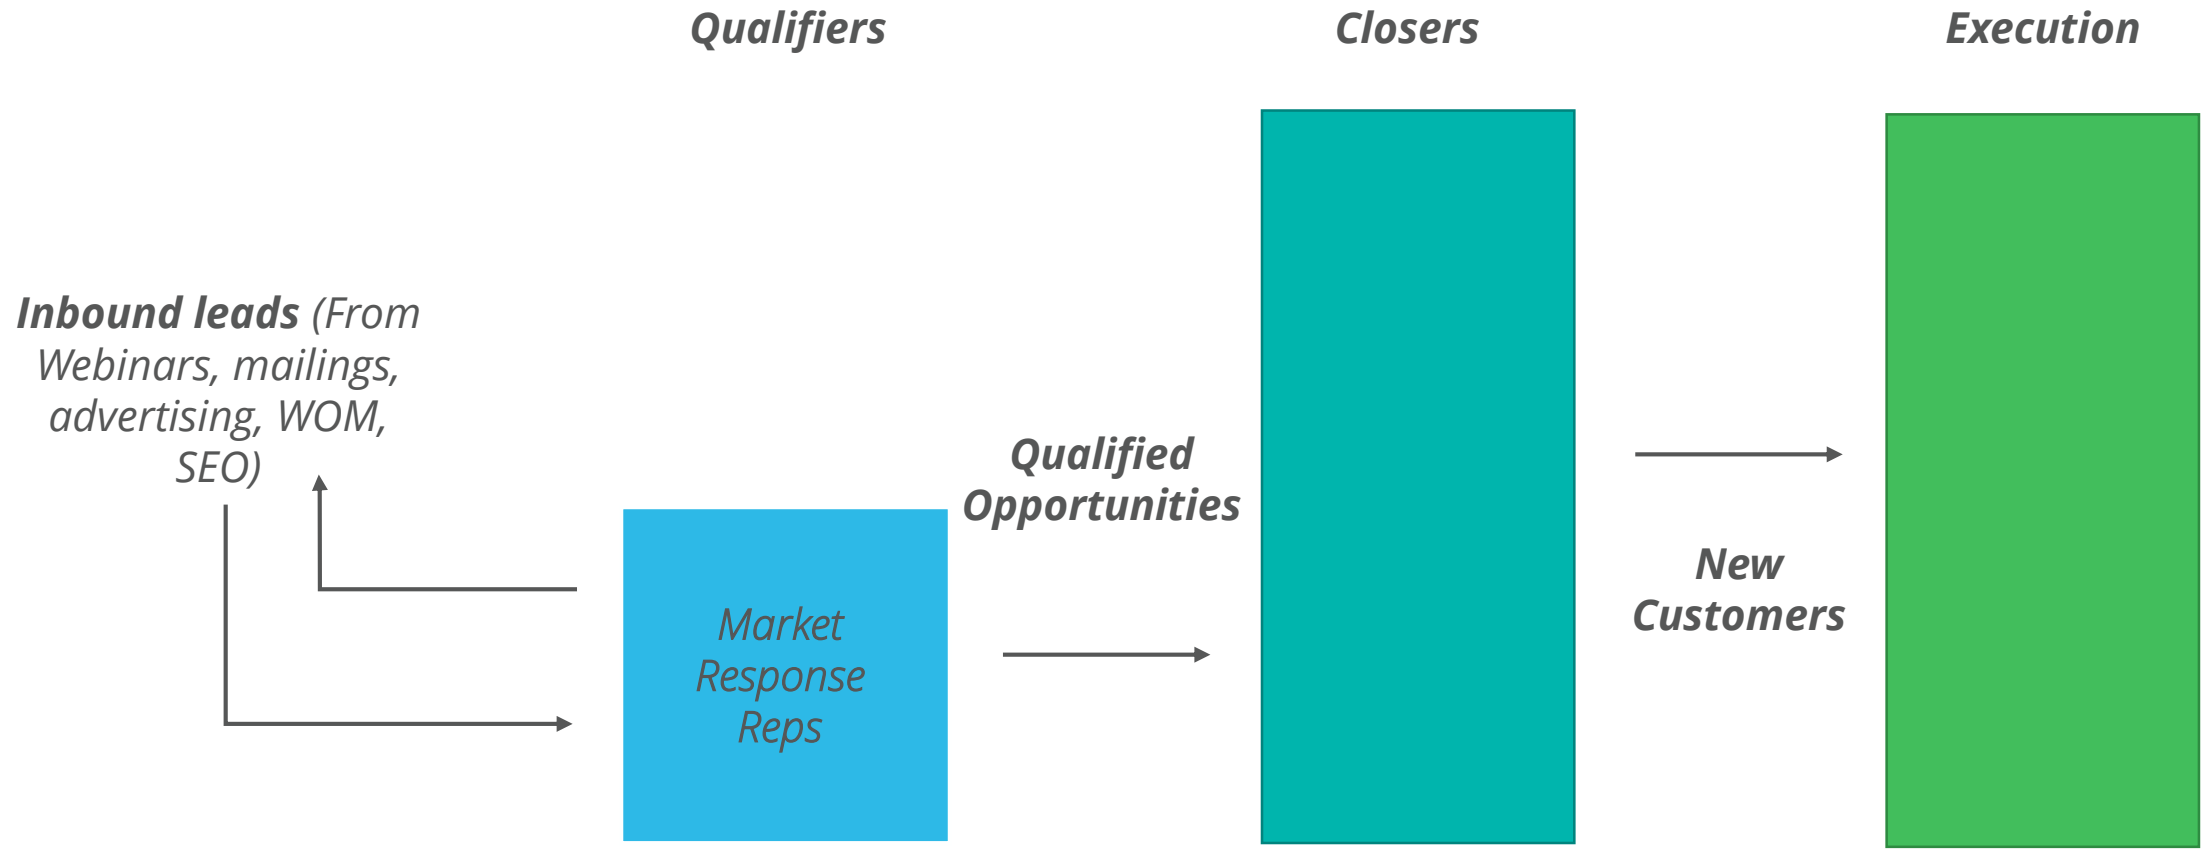 Qualifiers
Closers
Execution
Inbound leads (From
Webinars, mailings,
advertising, WOM,
SEO)
Market
Response
Reps
Qualified
Opportunities
New
Customers